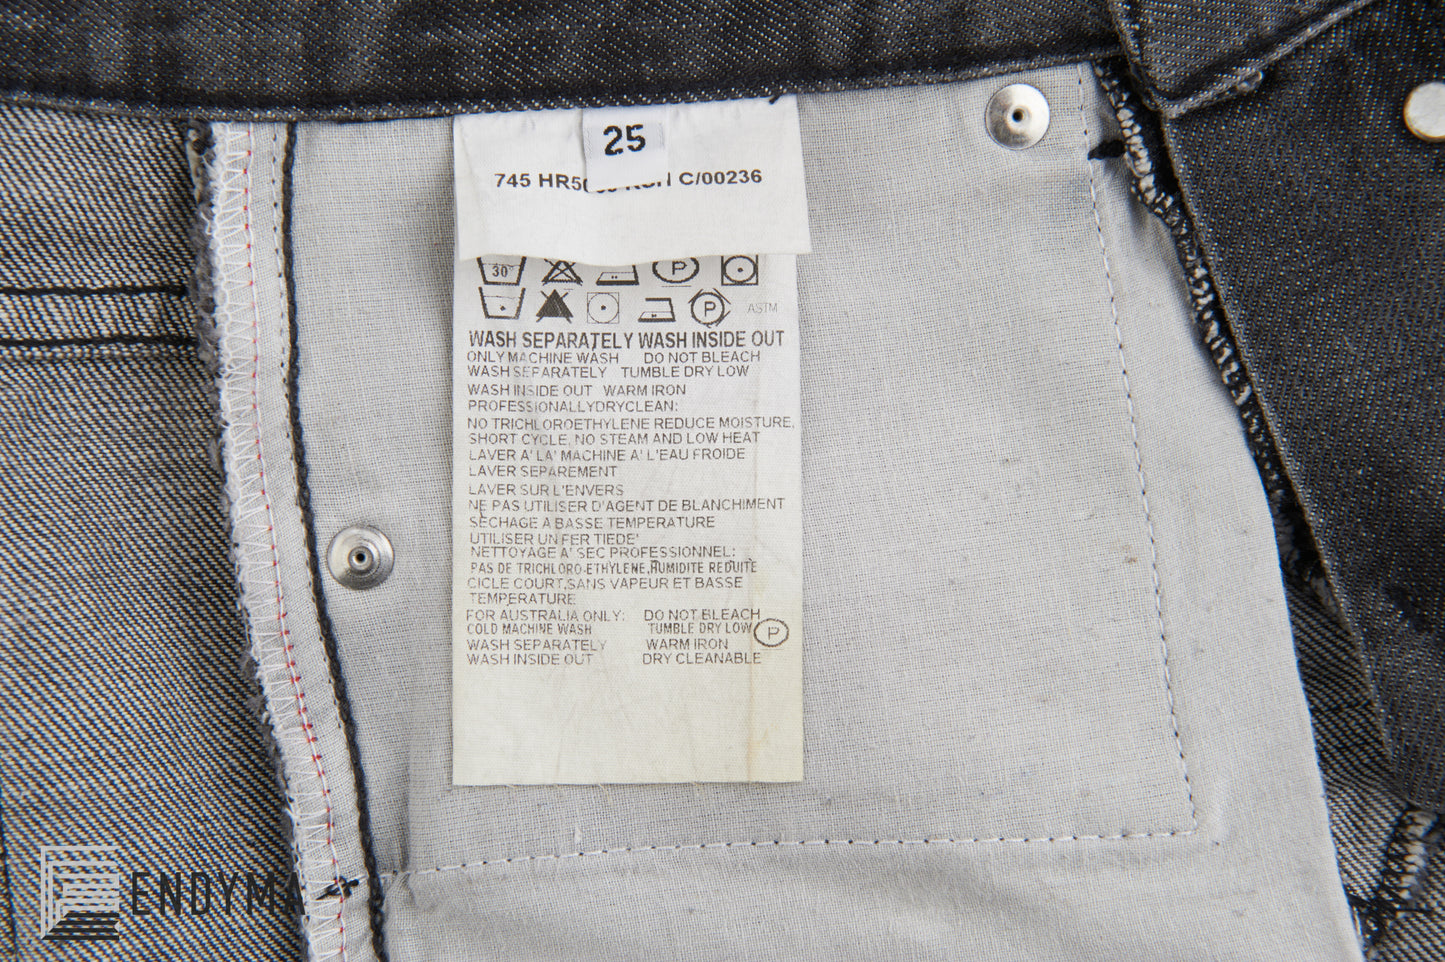 25
745 HR5 C/00236
30°
P
P
ASTM
WASH SEPARATELY WASH INSIDE OUT
ONLY MACHINE WASH DO NOT BLEACH
WASH SEPARATELY TUMBLE DRY LOW
WASH INSIDE OUT WARM IRON
PROFESSIONALLYDRYCLEAN:
NO TRICHLOROETHYLENE REDUCE MOISTURE,
SHORT CYCLE, NO STEAM AND LOW HEAT
LAVER A' LA' MACHINE A' L'EAU FROIDE
LAVER SEPAREMENT
LAVER SUR L'ENVERS
NE PAS UTILISER D'AGENT DE BLANCHIMENT
SECHAGE A BASSE TEMPERATURE
UTILISER UN FER TIEDE'
NETTOYAGE A' SEC PROFESSIONNEL:
PAS DE TRICHLORO-ETHYLENE,HUMIDITE REDUITE
CICLE COURT,SANS VAPEUR ET BASSE
TEMPERATURE
FOR AUSTRALIA ONLY: DO NOT BLEACH
COLD MACHINE WASH TUMBLE DRY LOW P
WASH SEPARATELY WARM IRON
WASH INSIDE OUT DRY CLEANABLE
ENDYMA